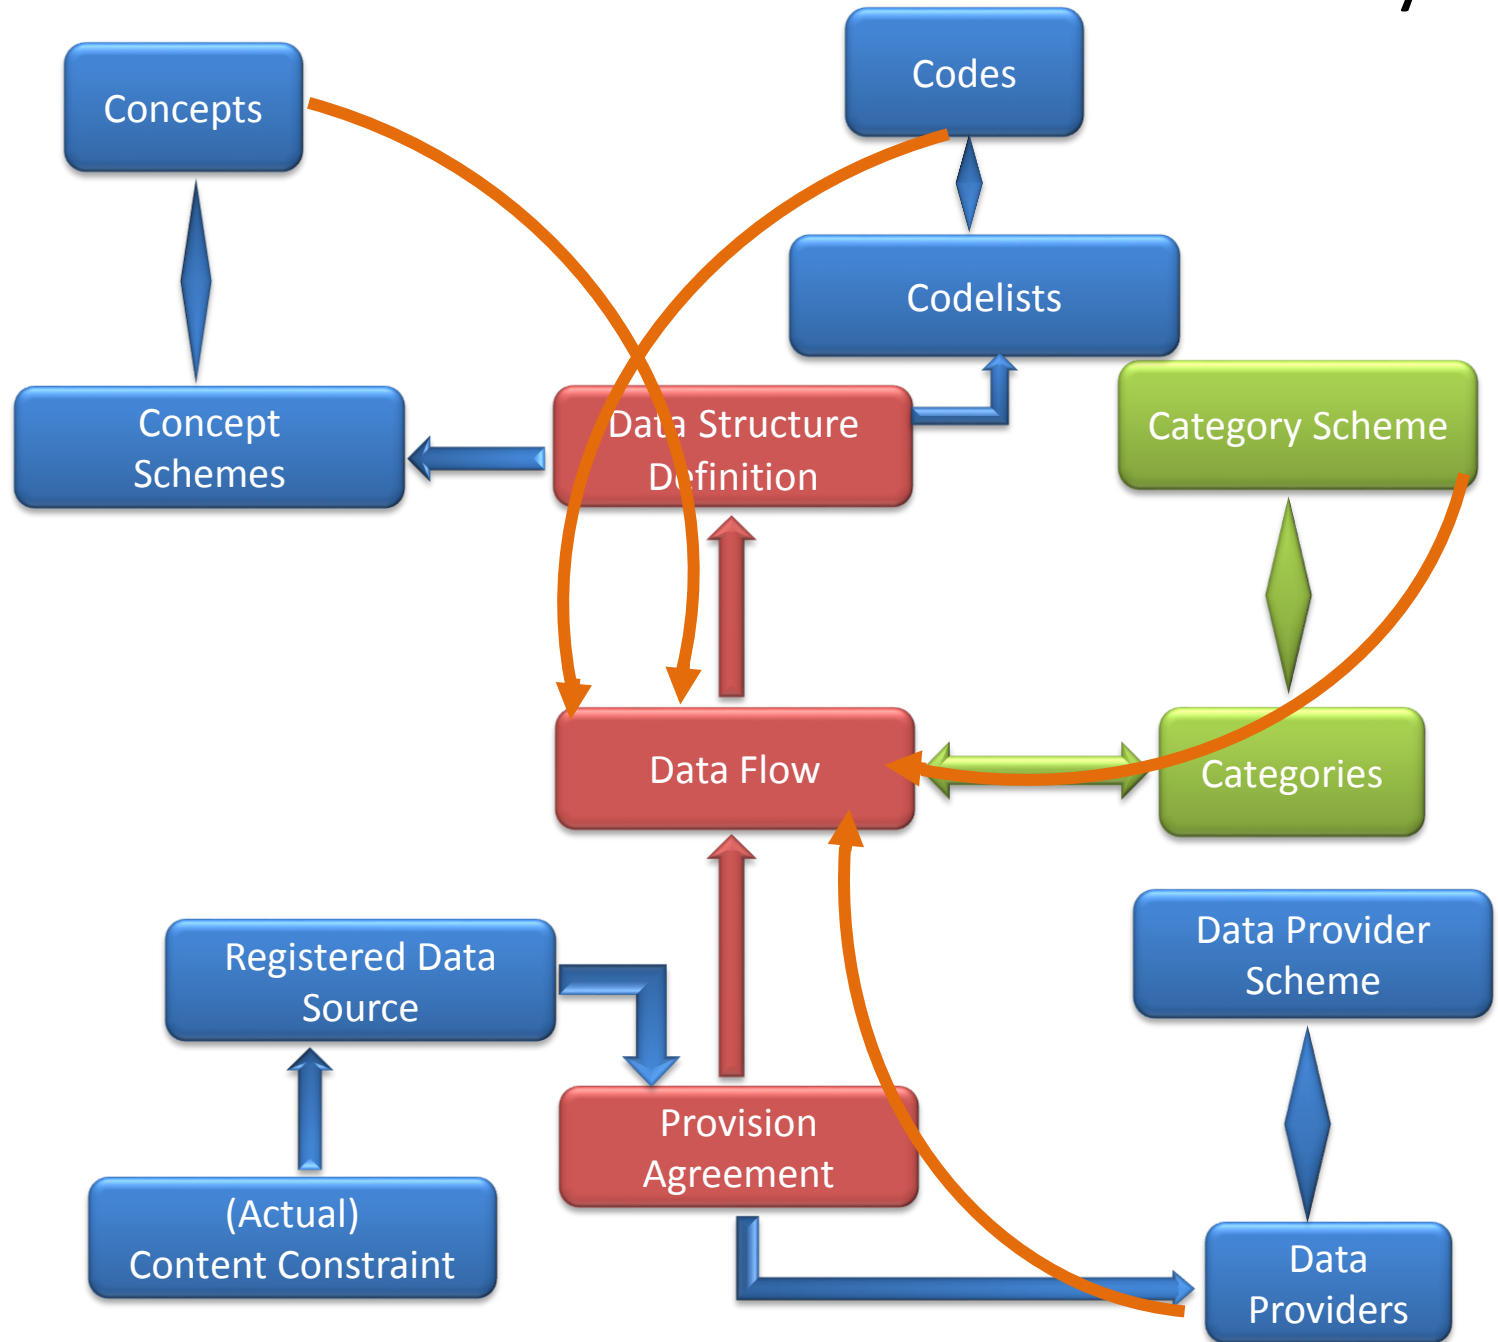 Concepts
Codes
Codelists
Concept
Schemes
Data Structure
Definition
Category Scheme
Data Flow
Categories
Registered Data
Source
Data Provider
Scheme
Provision
Agreement
(Actual)
Content Constraint
Data
Providers